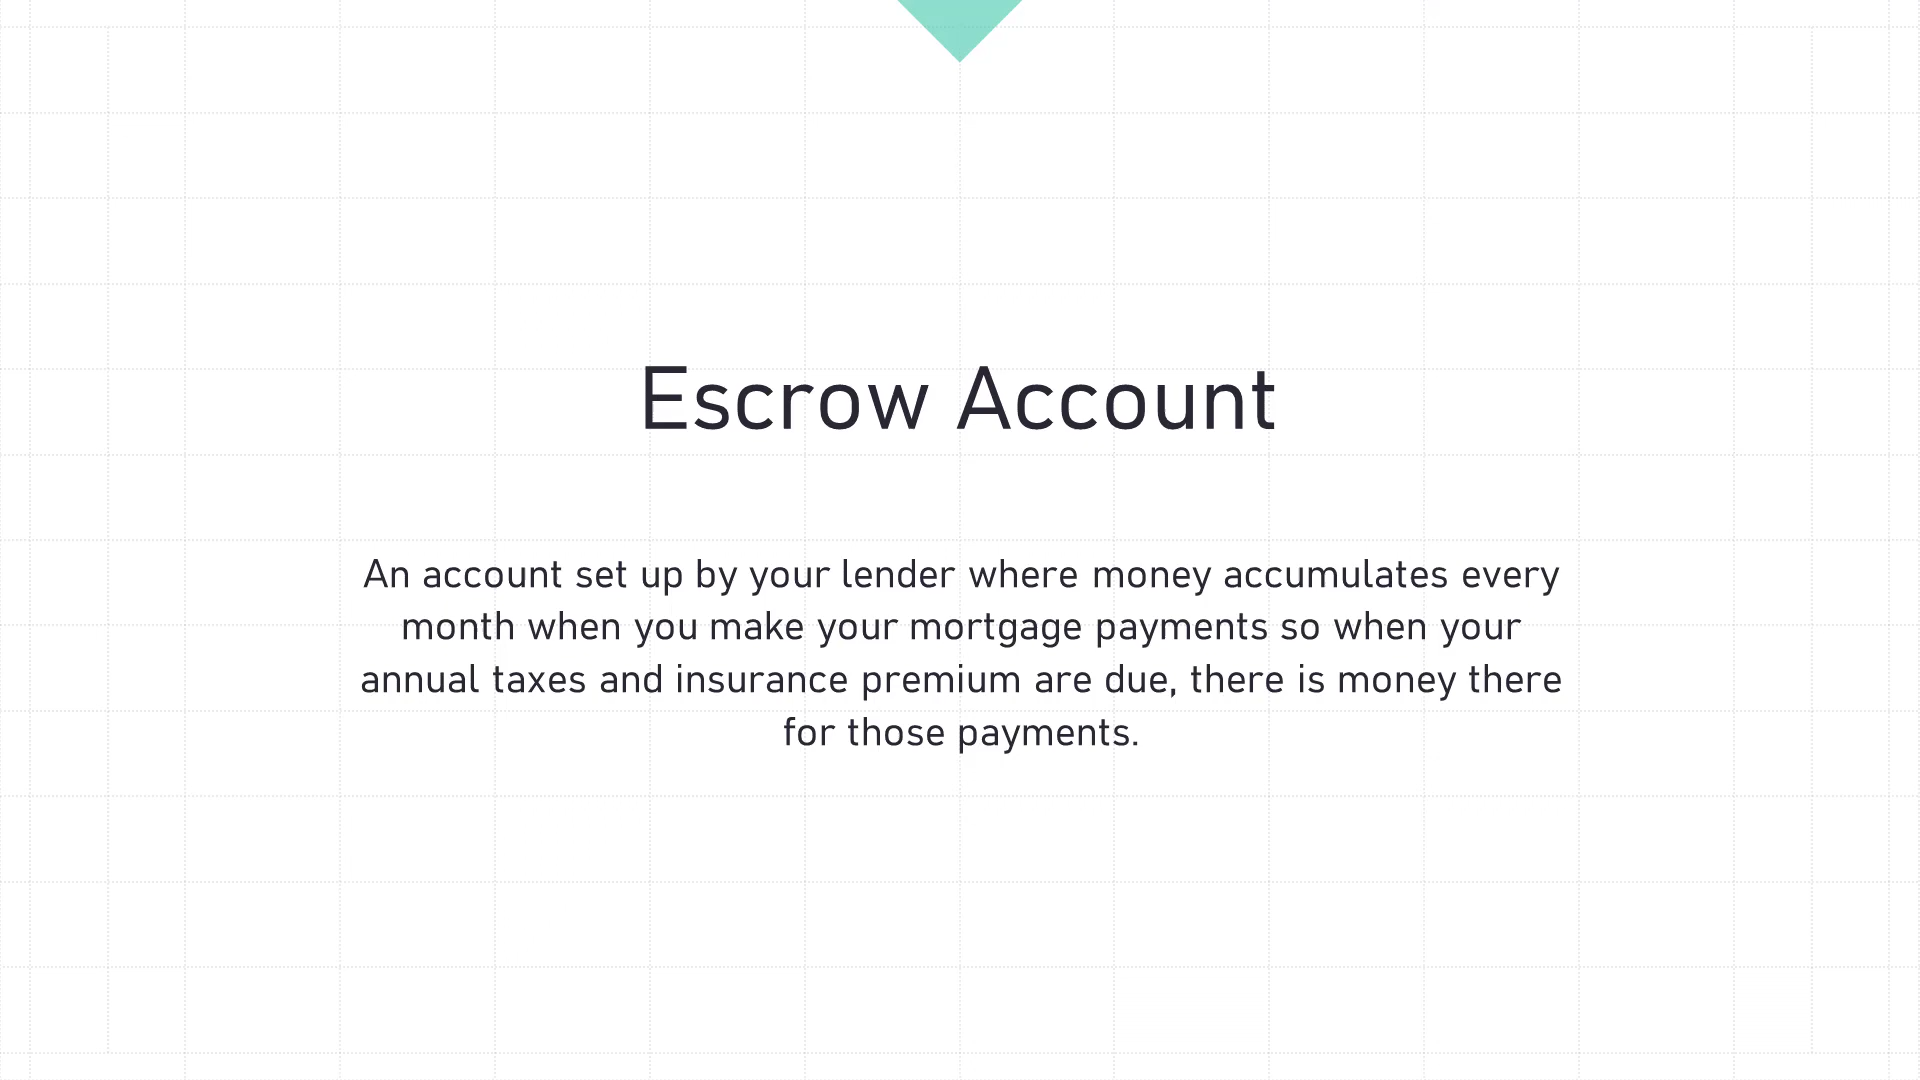 Escrow Account
An account set up by your lender where money accumulates every
month when you make your mortgage payments so when your
annual taxes and insurance premium are due, there is money there
for those payments.